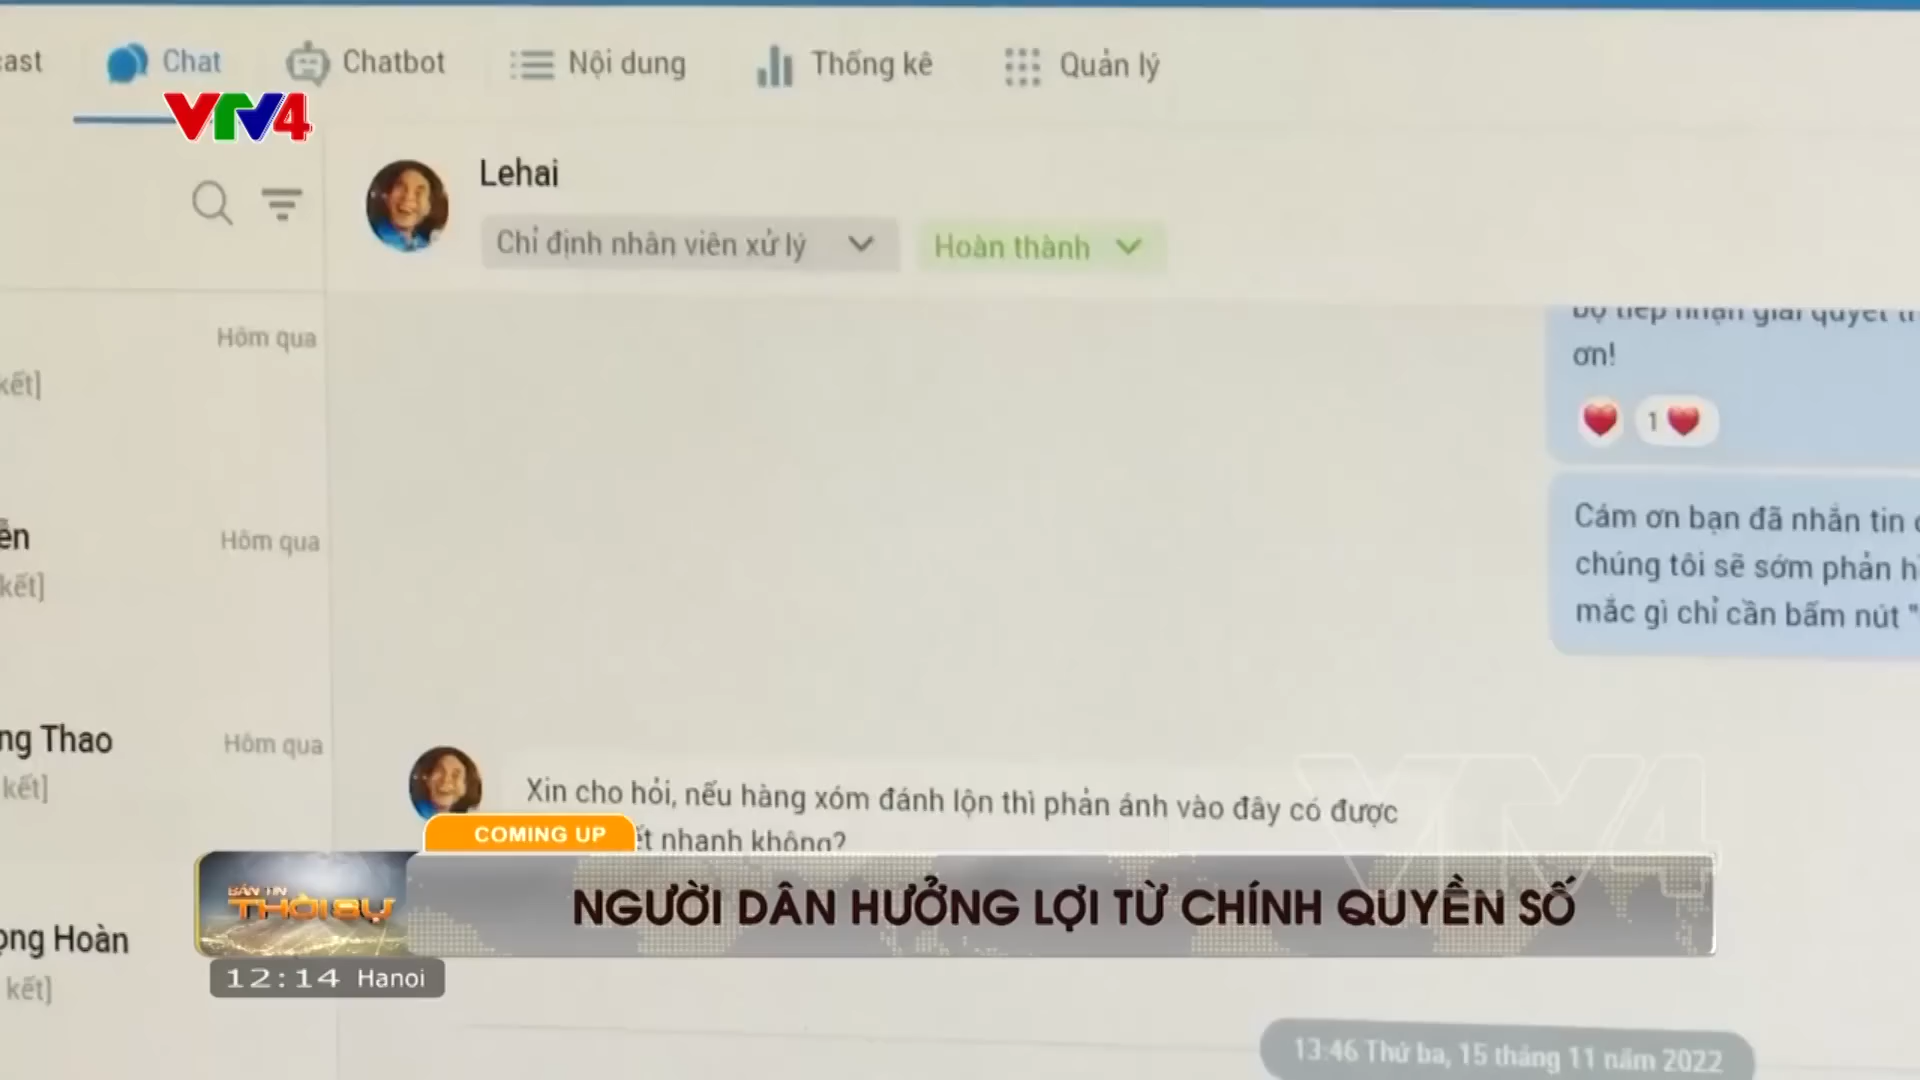 cast
Chat
Chatbot
Nội dung
Thống kê
Quản lý
VTV4
Lehai
Chỉ định nhân viên xử lý
Hoàn thành
Hôm qua
kết]
bộ tiếp nhận giải quyết
ơn!
1
Hôm qua
kết]
Cám ơn bạn đã nhắn tin
chúng tôi sẽ sớm phản
mắc gì chỉ cần bấm nút "
ng Thao
Hôm qua
kết]
Xin cho hỏi, nếu hàng xóm đánh lộn thì phản ánh vào đây có được
nhanh không?
VTV4
COMING UP
BẢN TIN
THỜI SỰ
NGƯỜI DÂN HƯỞNG LỢI TỪ CHÍNH QUYỀN SỐ
ọng Hoàn
kết]
12:14 Hanoi
13:46 Thứ ba, 15 tháng 11 năm 2022